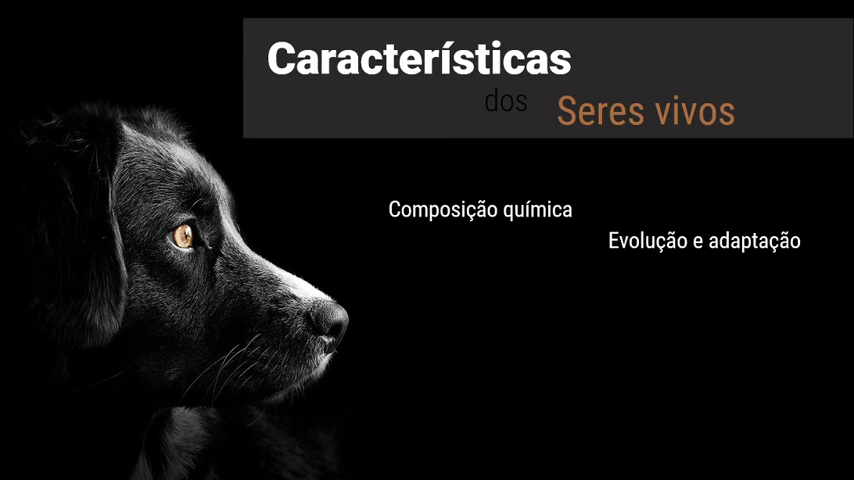 Características
dos Seres vivos
Composição química
Evolução e adaptação